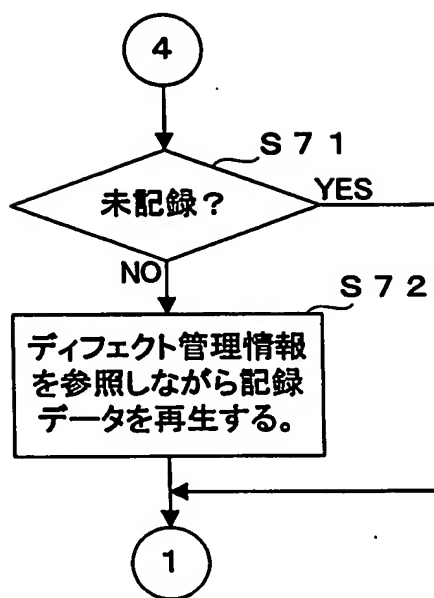 4
S71
未記録?
YES
NO
S72
ディフェクト管理情報
を参照しながら記録
データを再生する。
1